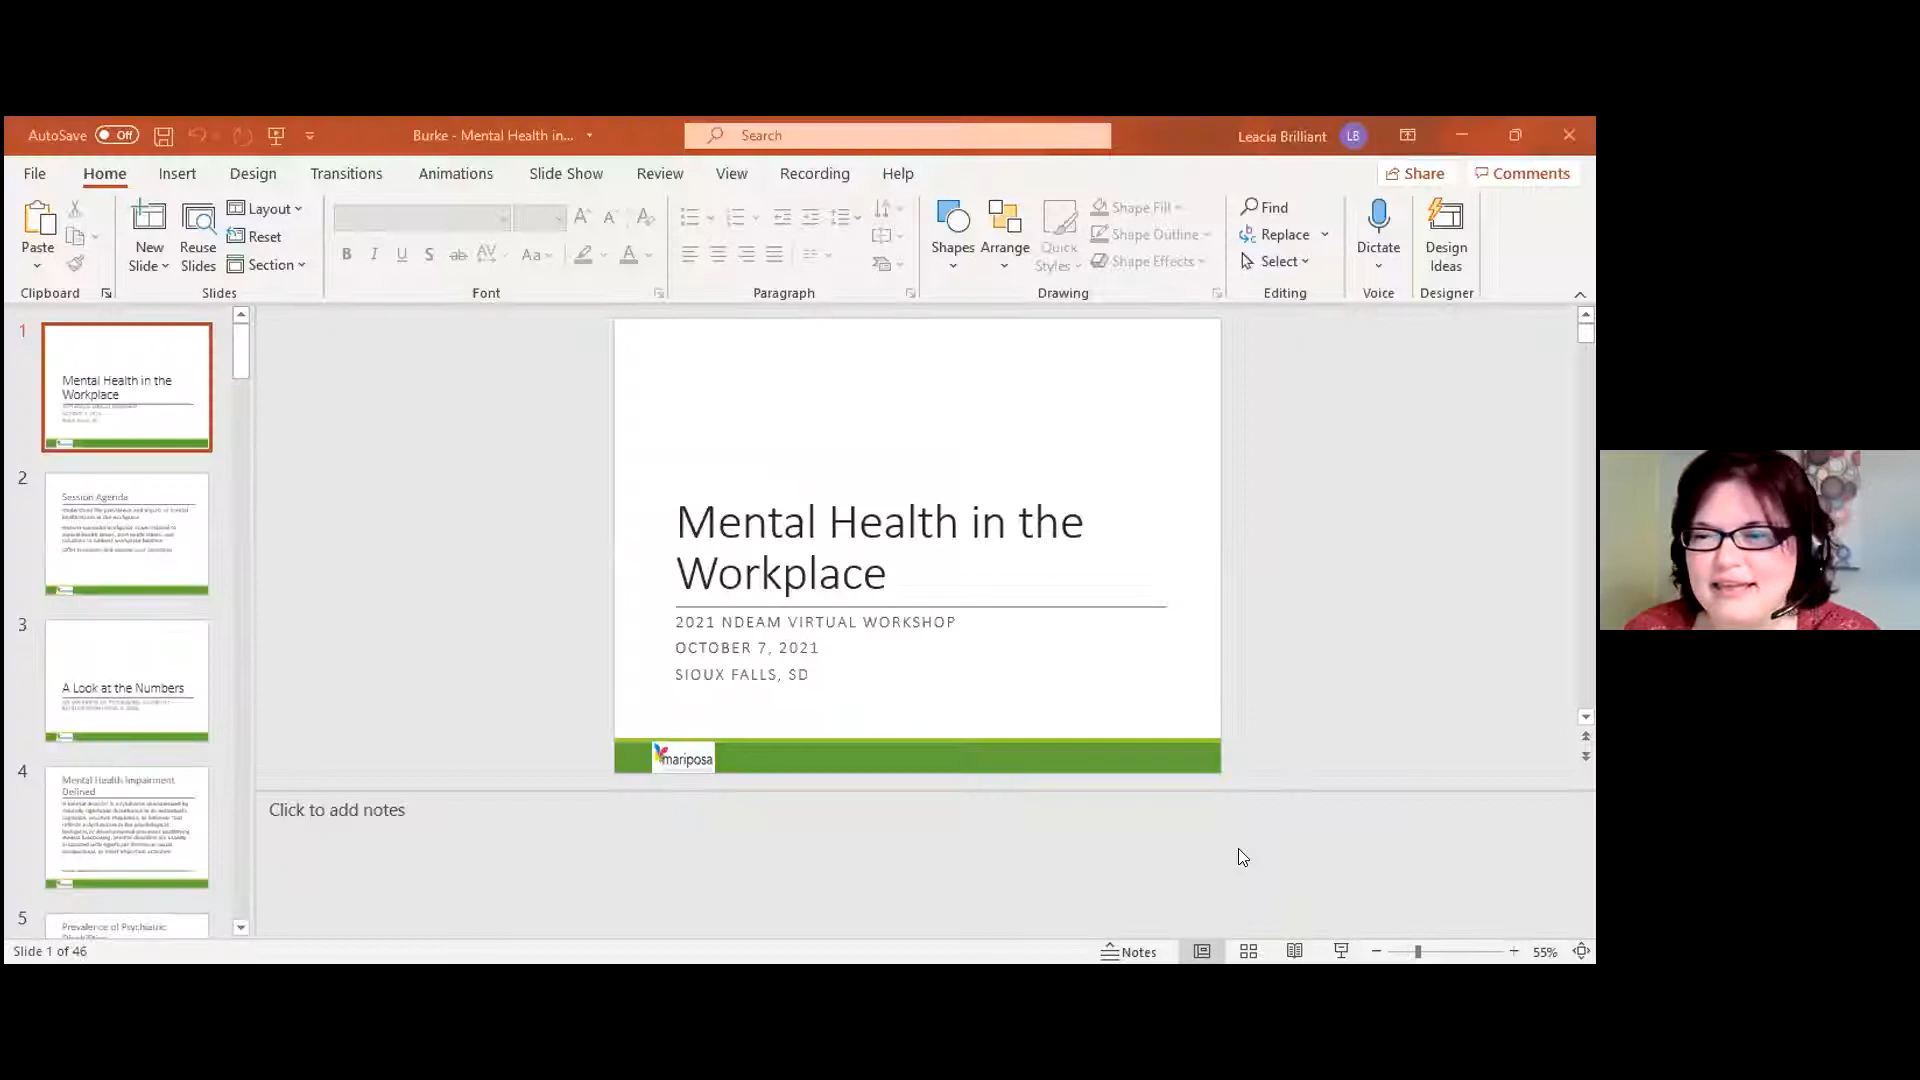 AutoSave Off
Burke - Mental Health in...
Search
Leacia Brilliant LB
File Home Insert Design Transitions Animations Slide Show Review View Recording Help
Share Comments
Paste
Clipboard
New Slide
Reuse Slides
Layout
Reset
Section
Slides
Font
Paragraph
Shapes
Arrange
Quick Styles
Shape Fill
Shape Outline
Shape Effects
Drawing
Find
Replace
Select
Editing
Dictate
Voice
Design Ideas
Designer
1
Mental Health in the
Workplace
2
Session Agenda
3
A Look at the Numbers
4
Mental Health Impairment
Defined
5
Prevalence of Psychiatric
Mental Health in the
Workplace
2021 NDEAM VIRTUAL WORKSHOP
OCTOBER 7, 2021
SIOUX FALLS, SD
mariposa
Click to add notes
Slide 1 of 46
Notes
55%